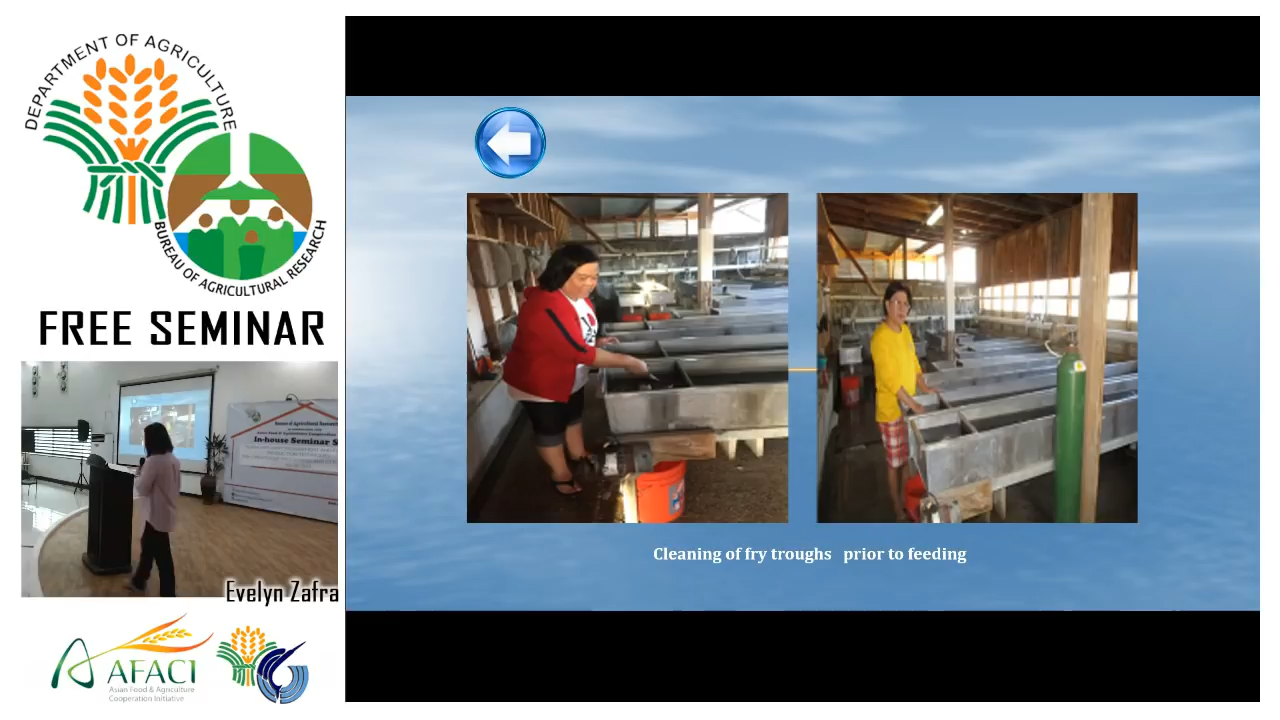 DEPARTMENT OF AGRICULTURE
BUREAU OF AGRICULTURAL RESEARCH
FREE SEMINAR
In-house Seminar S
Evelyn Zafra
AFACI
Asian Food & Agriculture
Cooperation Initiative
Cleaning of fry troughs prior to feeding